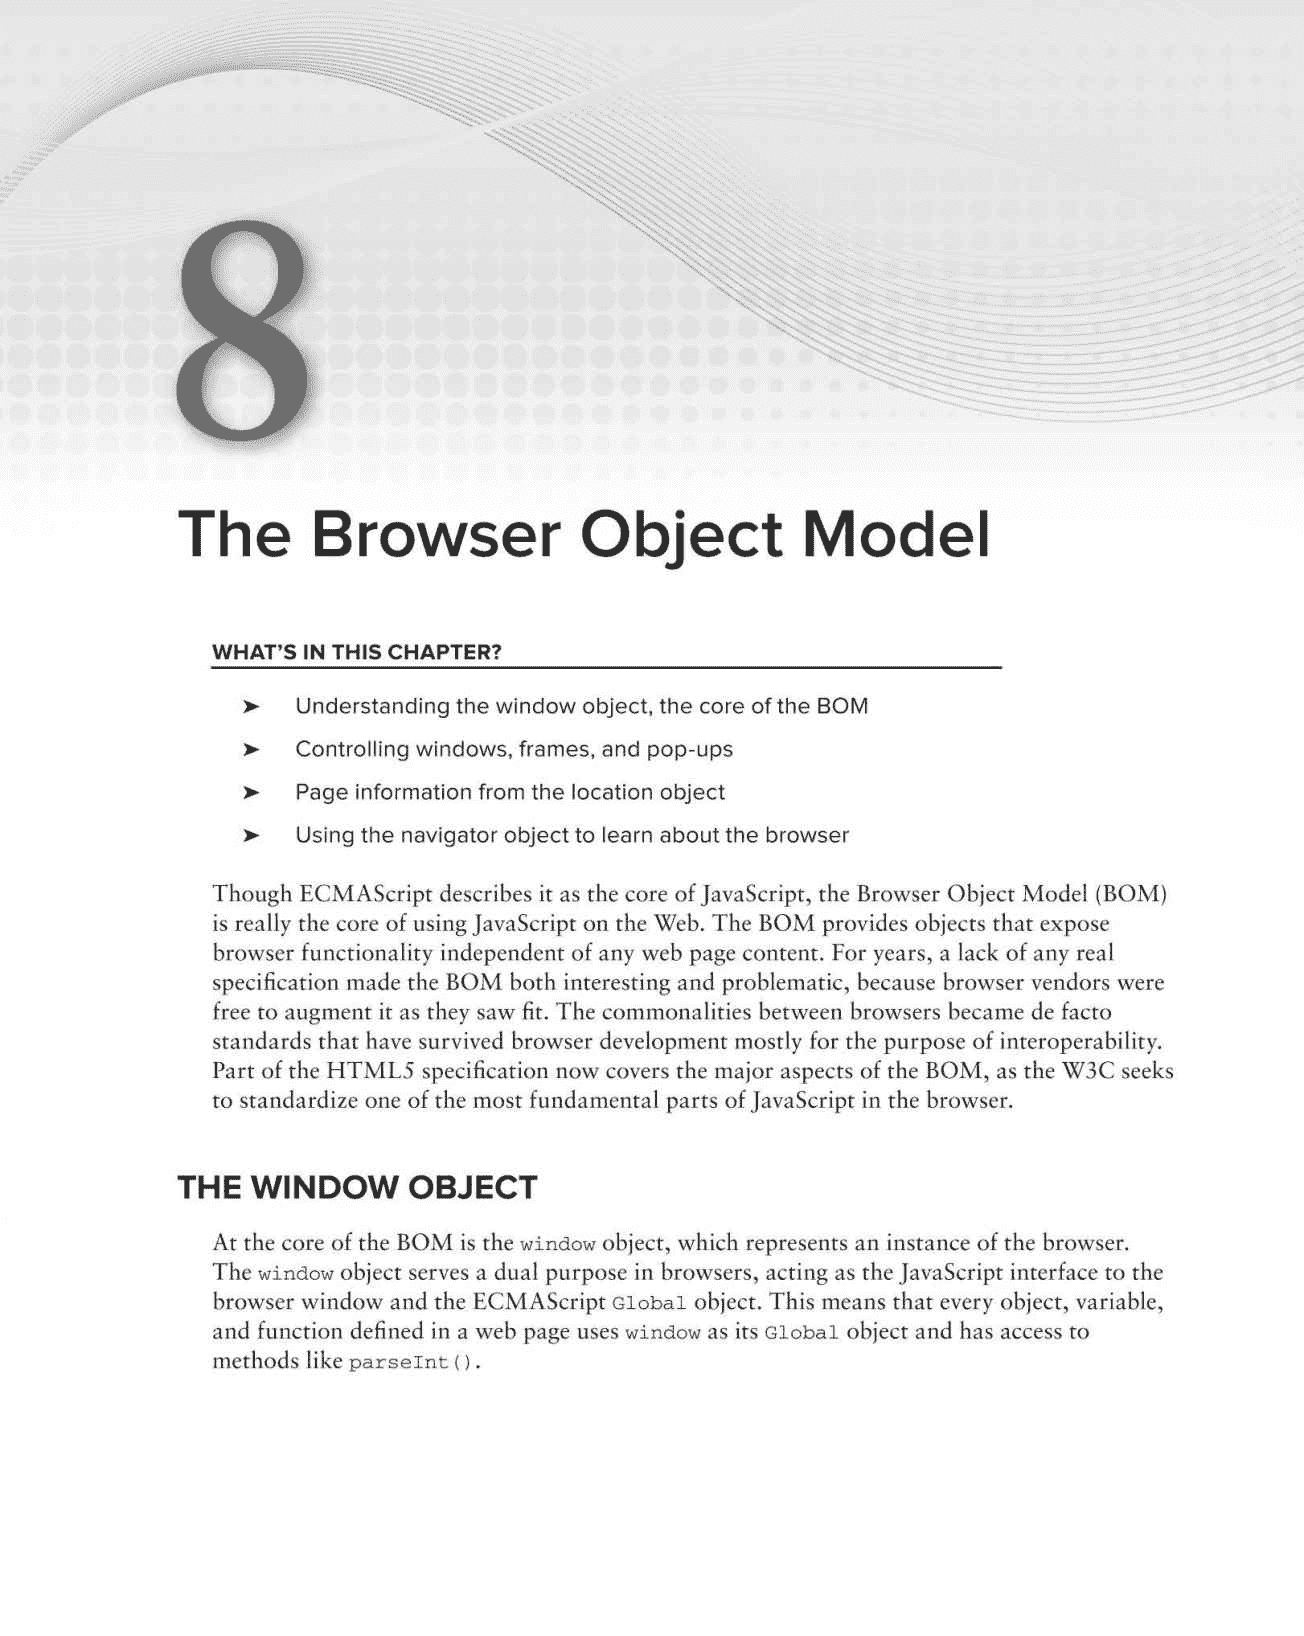 8
The Browser Object Model
WHAT'S IN THIS CHAPTER?
➤ Understanding the window object, the core of the BOM
➤ Controlling windows, frames, and pop-ups
➤ Page information from the location object
➤ Using the navigator object to learn about the browser
Though ECMAScript describes it as the core of JavaScript, the Browser Object Model (BOM)
is really the core of using JavaScript on the Web. The BOM provides objects that expose
browser functionality independent of any web page content. For years, a lack of any real
specification made the BOM both interesting and problematic, because browser vendors were
free to augment it as they saw fit. The commonalities between browsers became de facto
standards that have survived browser development mostly for the purpose of interoperability.
Part of the HTML5 specification now covers the major aspects of the BOM, as the W3C seeks
to standardize one of the most fundamental parts of JavaScript in the browser.
THE WINDOW OBJECT
At the core of the BOM is the window object, which represents an instance of the browser.
The window object serves a dual purpose in browsers, acting as the JavaScript interface to the
browser window and the ECMAScript Global object. This means that every object, variable,
and function defined in a web page uses window as its Global object and has access to
methods like parseInt().